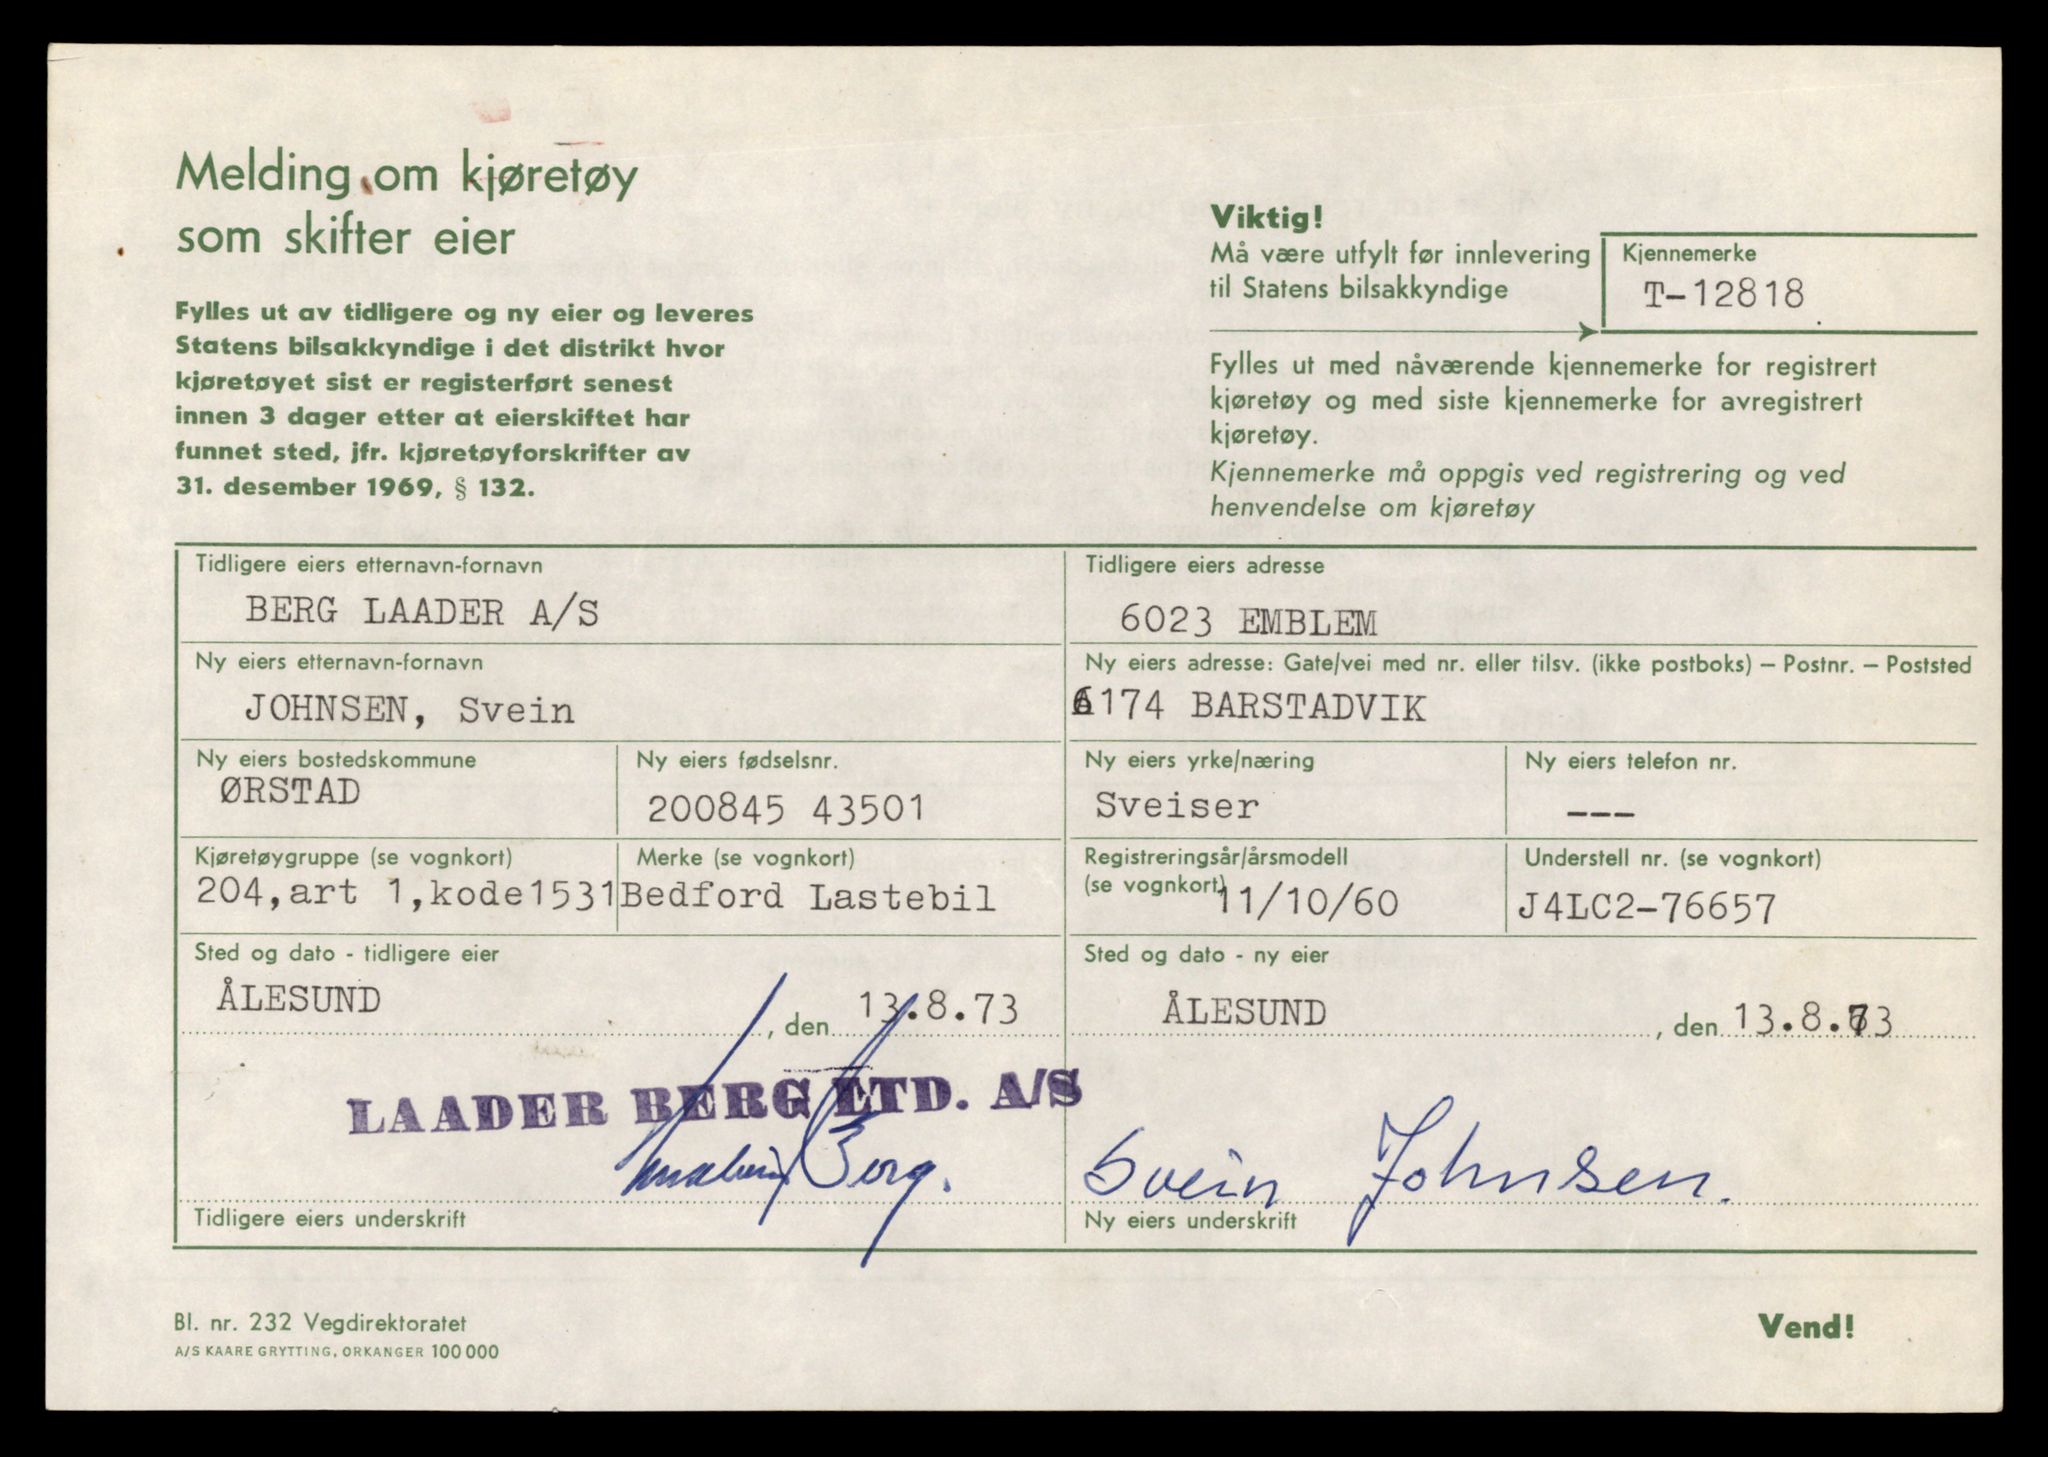 Melding om kjøretøy
som skifter eier
Fylles ut av tidligere og ny eier og leveres
Statens bilsakkyndige i det distrikt hvor
kjøretøyet sist er registerført senest
innen 3 dager etter at eierskiftet har
funnet sted, jfr. kjøretøyforskrifter av
31. desember 1969, § 132.
Viktig!
Må være utfylt før innlevering
til Statens bilsakkyndige
Kjennemerke
T-12818
Fylles ut med nåværende kjennemerke for registrert
kjøretøy og med siste kjennemerke for avregistrert
kjøretøy.
Kjennemerke må oppgis ved registrering og ved
henvendelse om kjøretøy
Tidligere eiers etternavn-fornavn
BERG LAADER A/S
Tidligere eiers adresse
6023 EMBLEM
Ny eiers etternavn-fornavn
JOHNSEN, Svein
Ny eiers adresse: Gate/vei med nr. eller tilsv. (ikke postboks) – Postnr. – Poststed
6174 BARSTADVIK
Ny eiers bostedskommune
ØRSTAD
Ny eiers fødselsnr.
200845 43501
Ny eiers yrke/næring
Sveiser
Ny eiers telefon nr.
---
Kjøretøygruppe (se vognkort)
204,art 1,kode1531
Merke (se vognkort)
Bedford Lastebil
Registreringsår/årsmodell
(se vognkort)
11/10/60
Understell nr. (se vognkort)
J4LC2-76657
Sted og dato - tidligere eier
ÅLESUND, den 13.8.73
Sted og dato - ny eier
ÅLESUND, den 13.8.73
LAADER BERG LTD. A/S
Berg.
Svein Johnsen.
Tidligere eiers underskrift
Ny eiers underskrift
Bl. nr. 232 Vegdirektoratet
A/S KAARE GRYTTING, ORKANGER 100 000
Vend!